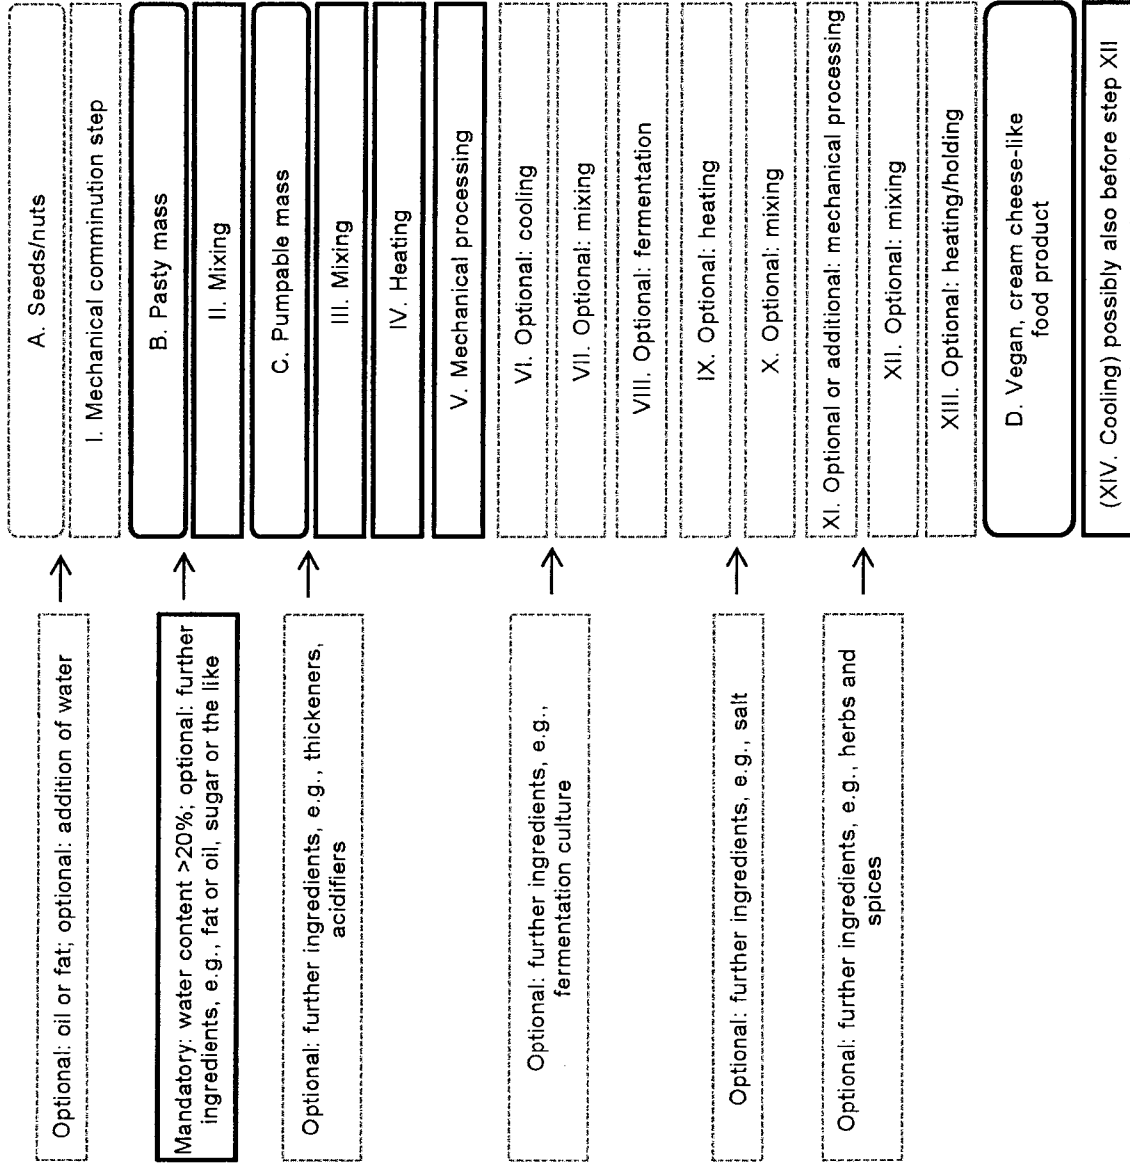 Optional: oil or fat; optional: addition of water
A. Seeds/nuts
I. Mechanical comminution step
Mandatory: water content >20%; optional: further
ingredients, e.g., fat or oil, sugar or the like
B. Pasty mass
II. Mixing
Optional: further ingredients, e.g., thickeners,
acidifiers
C. Pumpable mass
III. Mixing
IV. Heating
V. Mechanical processing
Optional: further ingredients, e.g.,
fermentation culture
VI. Optional: cooling
VII. Optional: mixing
VIII. Optional: fermentation
Optional: further ingredients, e.g., salt
IX. Optional: heating
X. Optional: mixing
Optional: further ingredients, e.g., herbs and
spices
XI. Optional or additional: mechanical processing
XII. Optional: mixing
XIII. Optional: heating/holding
D. Vegan, cream cheese-like
food product
(XIV. Cooling) possibly also before step XII